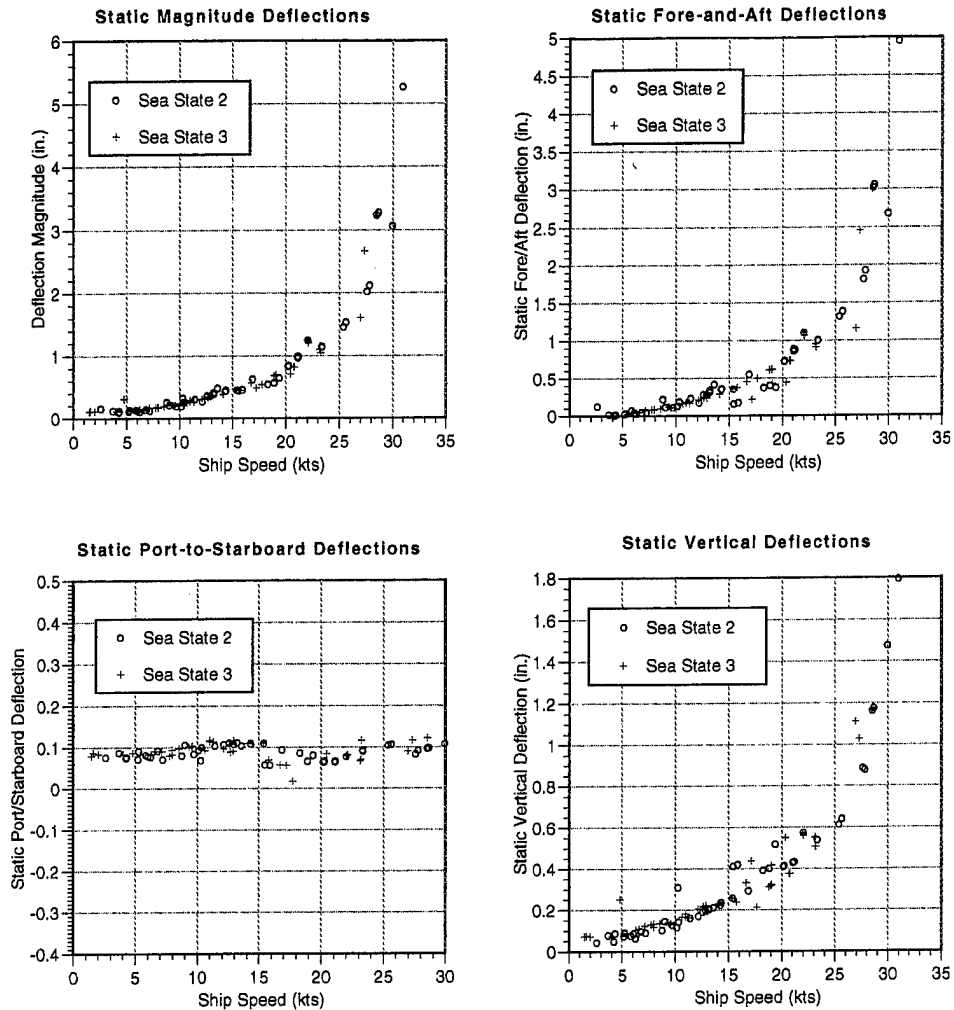 Static Magnitude Deflections
6
5
4
3
2
1
0
Deflection Magnitude (in.)
Sea State 2
Sea State 3
0 5 10 15 20 25 30 35
Ship Speed (kts)
Static Fore-and-Aft Deflections
5
4.5
4
3.5
3
2.5
2
1.5
1
0.5
0
Static Fore/Aft Deflection (in.)
Sea State 2
Sea State 3
0 5 10 15 20 25 30 35
Ship Speed (kts)
Static Port-to-Starboard Deflections
0.5
0.4
0.3
0.2
0.1
0
-0.1
-0.2
-0.3
-0.4
Static Port/Starboard Deflection
Sea State 2
Sea State 3
0 5 10 15 20 25 30
Ship Speed (kts)
Static Vertical Deflections
1.8
1.6
1.4
1.2
1
0.8
0.6
0.4
0.2
0
Static Vertical Deflection (in.)
Sea State 2
Sea State 3
0 5 10 15 20 25 30 35
Ship Speed (kts)